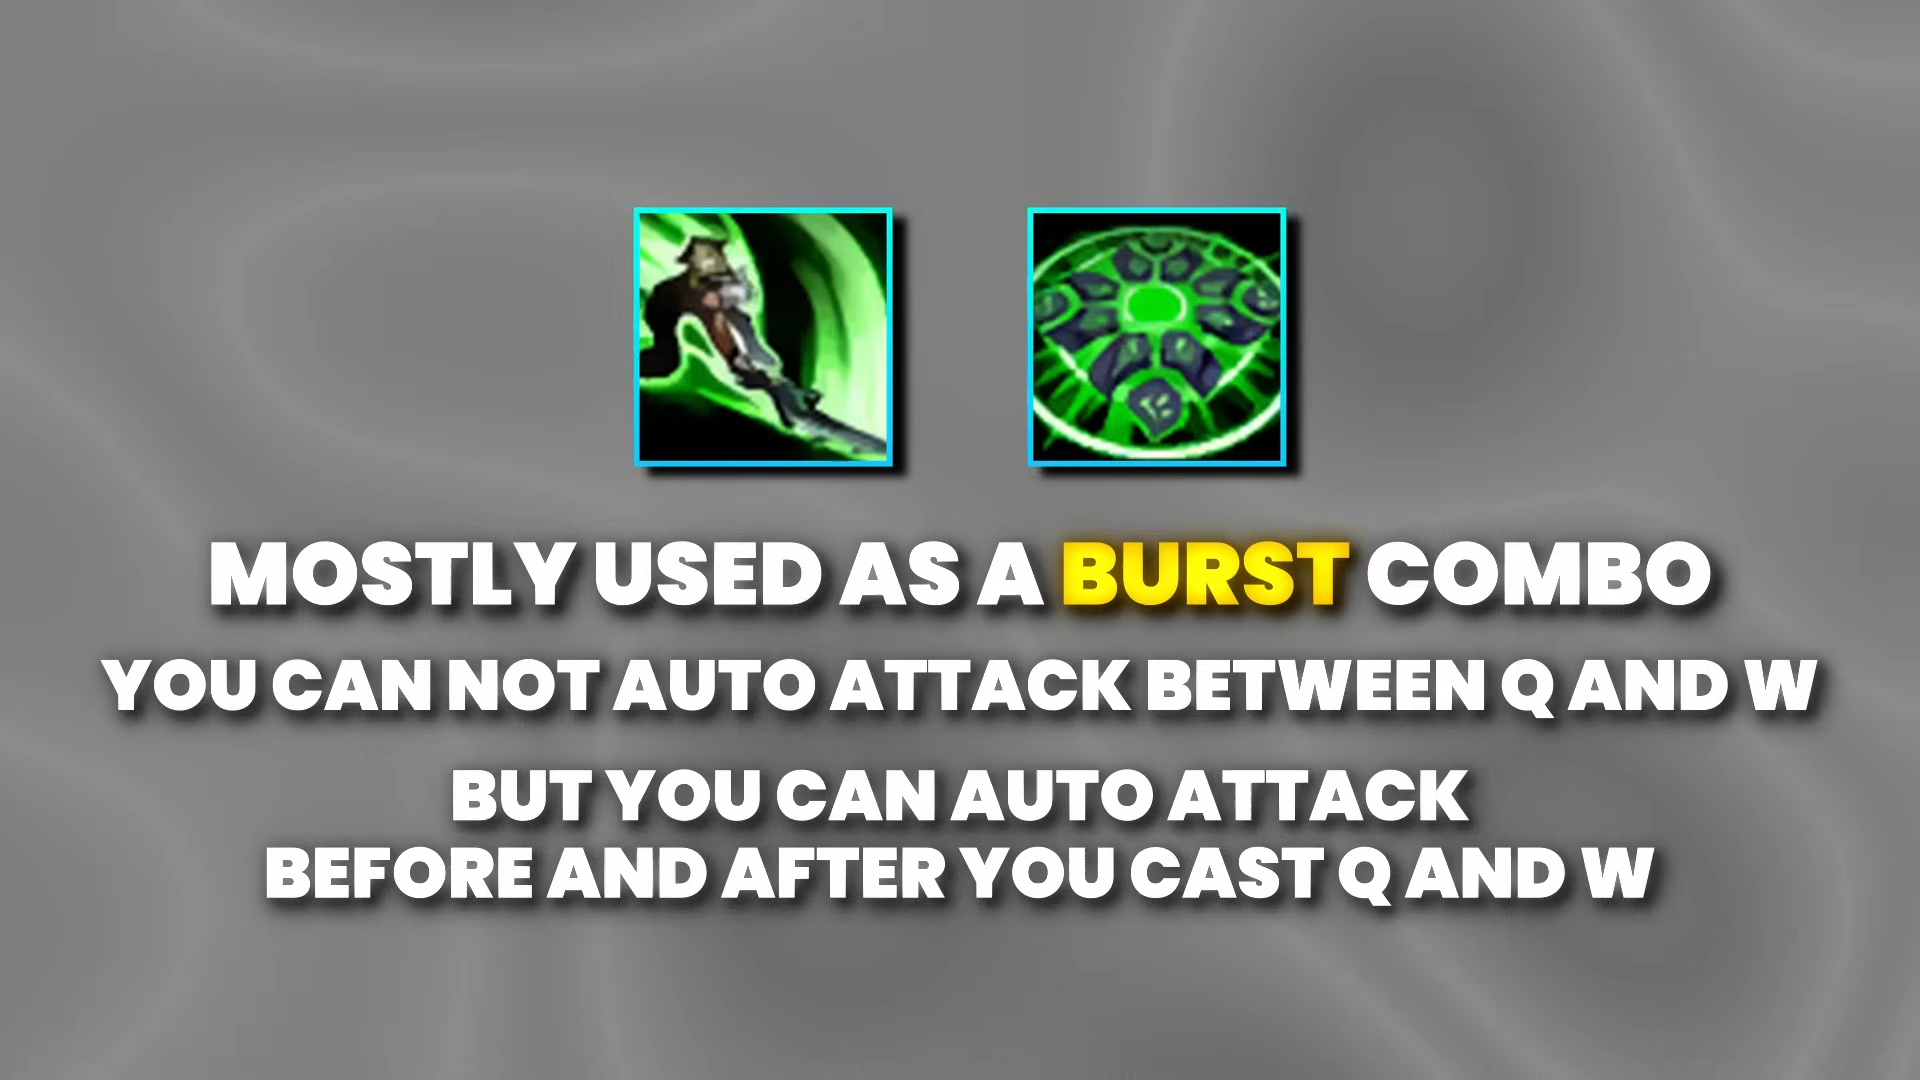 MOSTLY USED AS A BURST COMBO
YOU CAN NOT AUTO ATTACK BETWEEN Q AND W
BUT YOU CAN AUTO ATTACK
BEFORE AND AFTER YOU CAST Q AND W